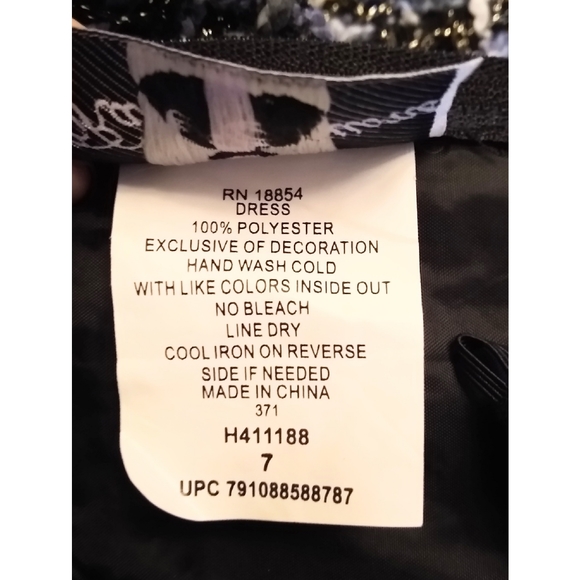 RN 18854
DRESS
100% POLYESTER
EXCLUSIVE OF DECORATION
HAND WASH COLD
WITH LIKE COLORS INSIDE OUT
NO BLEACH
LINE DRY
COOL IRON ON REVERSE
SIDE IF NEEDED
MADE IN CHINA
371
H411188
7
UPC 791088588787